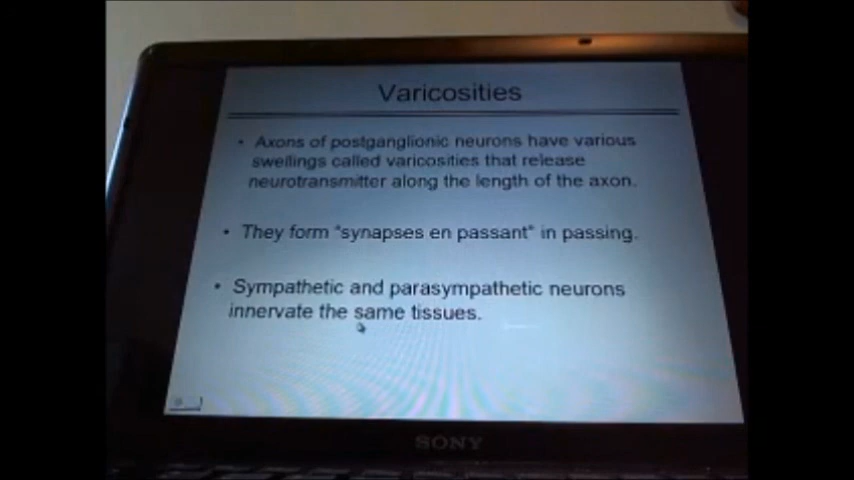 Varicosities
• Axons of postganglionic neurons have various
swellings called varicosities that release
neurotransmitter along the length of the axon.
• They form "synapses en passant" in passing.
• Sympathetic and parasympathetic neurons
innervate the same tissues.
SONY